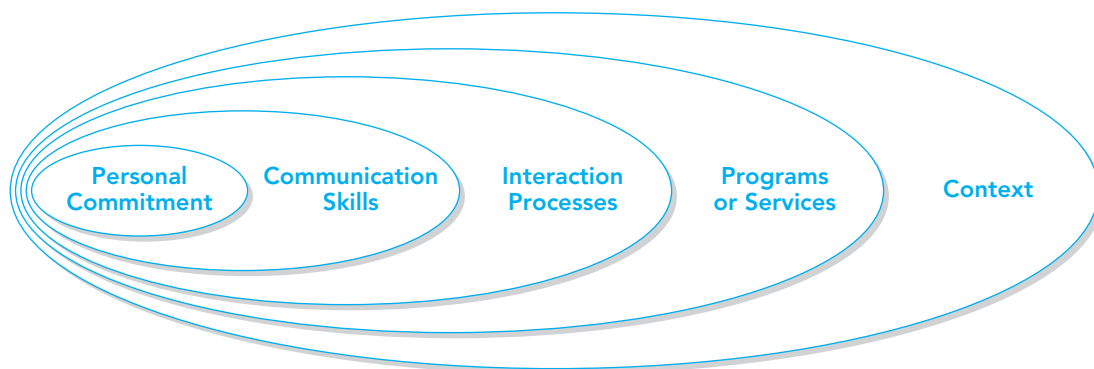 Personal
Commitment
Communication
Skills
Interaction
Processes
Programs
or Services
Context